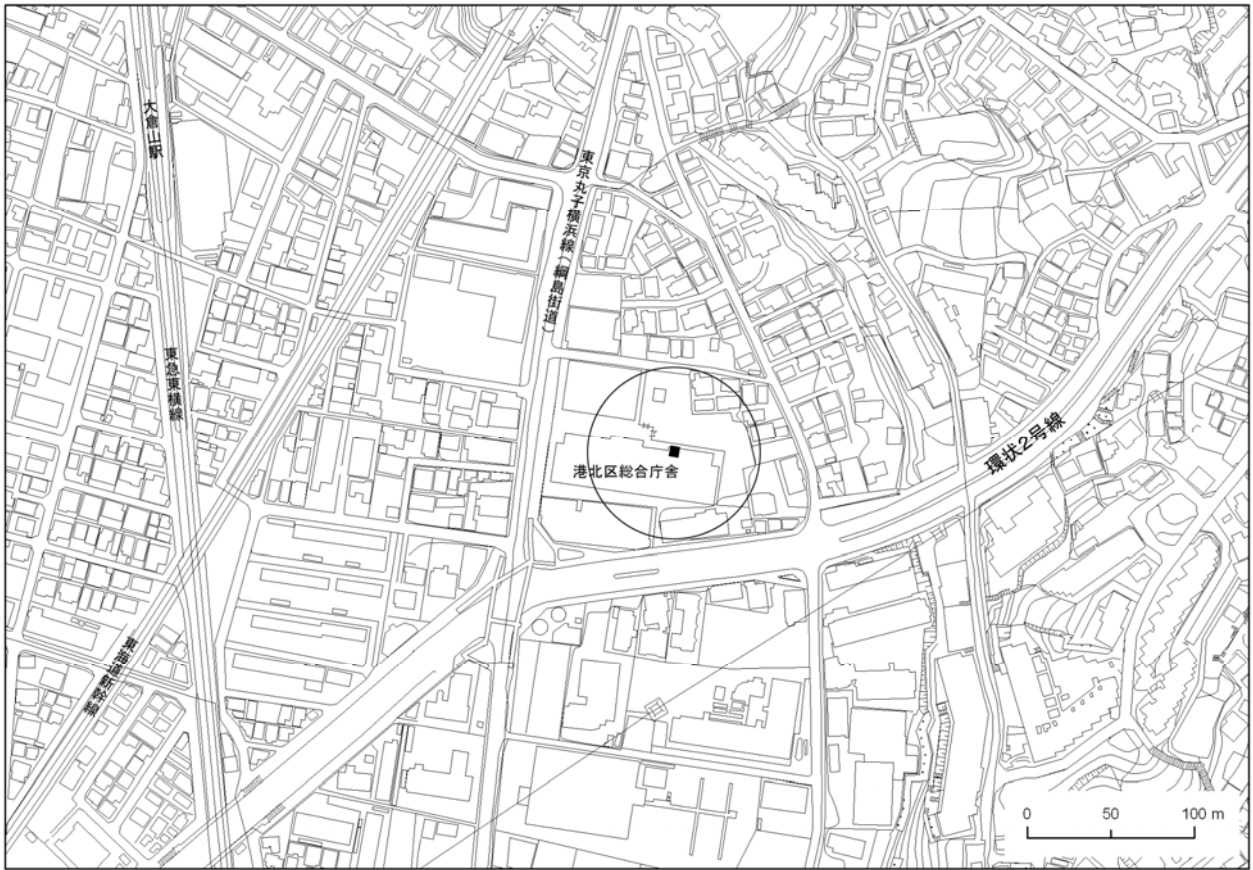 大倉山駅
東京丸子横浜線（綱島街道）
東急東横線
港北区総合庁舎
環状2号線
東海道新幹線
0 50 100 m